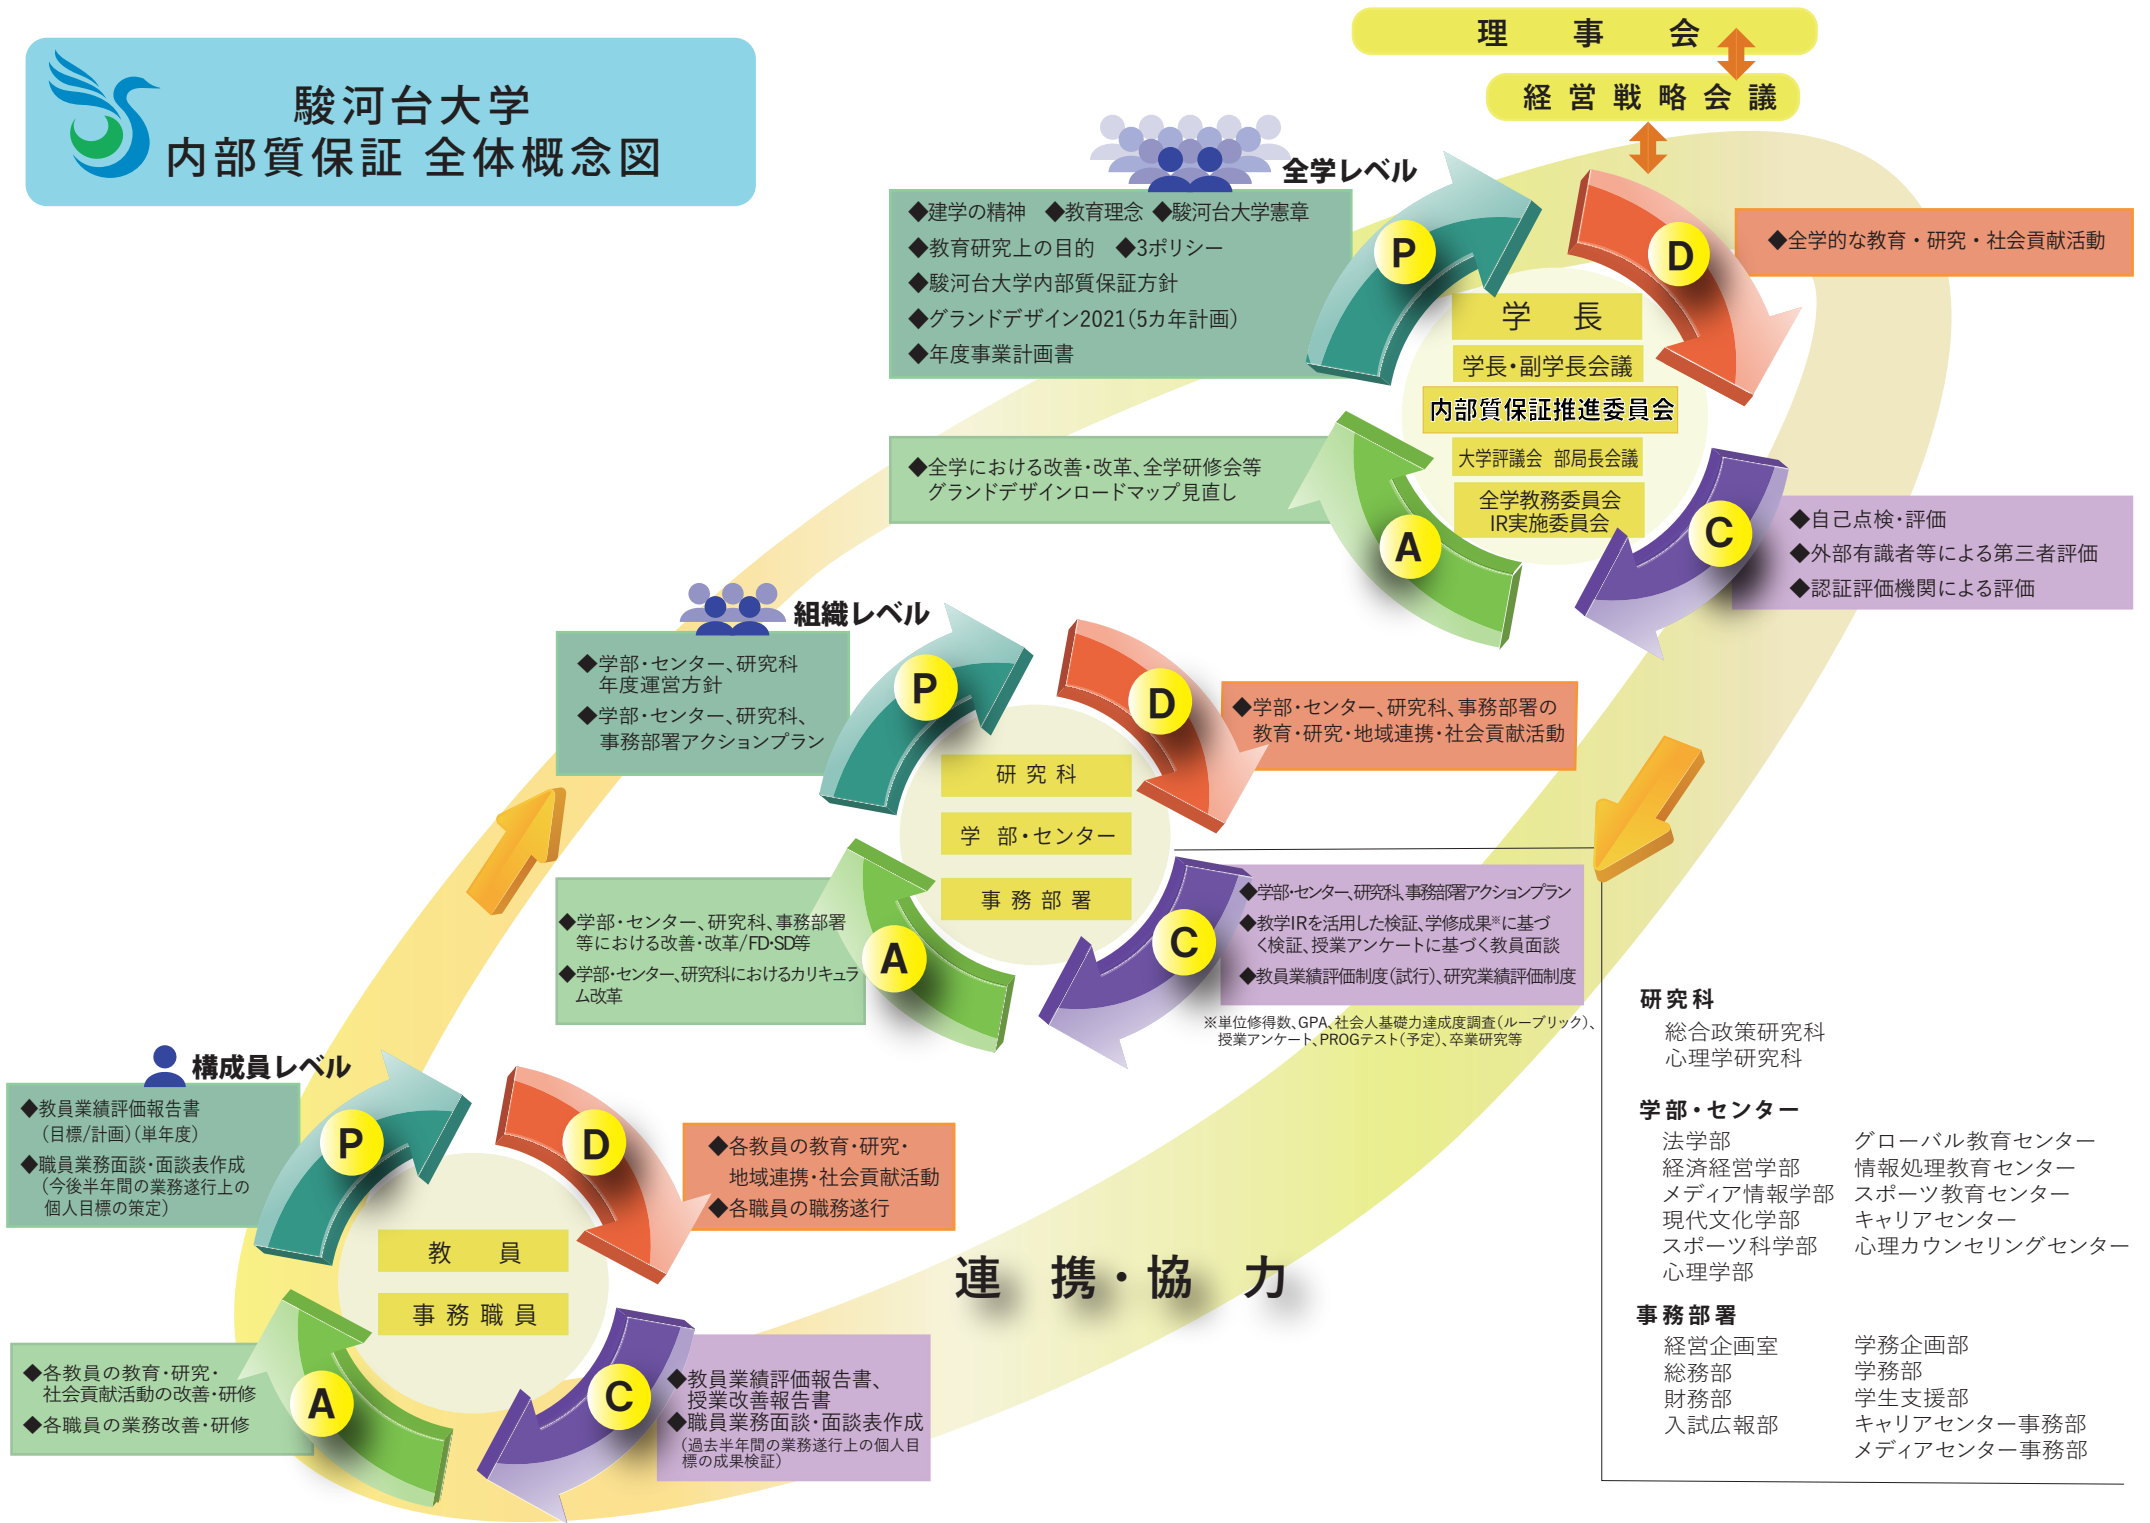 駿河台大学
内部質保証 全体概念図
理 事 会
経 営 戦 略 会 議
全学レベル
◆建学の精神 ◆教育理念 ◆駿河台大学憲章
◆教育研究上の目的 ◆3ポリシー
◆駿河台大学内部質保証方針
◆グランドデザイン2021(5カ年計画)
◆年度事業計画書
P
D
◆全学的な教育・研究・社会貢献活動
学 長
学長・副学長会議
内部質保証推進委員会
大学評議会 部局長会議
全学教務委員会
IR実施委員会
◆全学における改善・改革、全学研修会等
グランドデザインロードマップ見直し
A
C
◆自己点検・評価
◆外部有識者等による第三者評価
◆認証評価機関による評価
組織レベル
◆学部・センター、研究科
年度運営方針
◆学部・センター、研究科、
事務部署アクションプラン
P
D
◆学部・センター、研究科、事務部署の
教育・研究・地域連携・社会貢献活動
研 究 科
学 部・センター
事 務 部 署
◆学部・センター、研究科、事務部署
等における改善・改革/FD・SD等
◆学部・センター、研究科におけるカリキュラ
ム改革
A
C
◆学部・センター、研究科、事務部署アクションプラン
◆教学IRを活用した検証、学修成果※に基づ
く検証、授業アンケートに基づく教員面談
◆教員業績評価制度(試行)、研究業績評価制度
※単位修得数、GPA、社会人基礎力達成度調査(ルーブリック)、
授業アンケート、PROGテスト(予定)、卒業研究等
構成員レベル
◆教員業績評価報告書
(目標/計画)(単年度)
◆職員業務面談・面談表作成
(今後半年間の業務遂行上の
個人目標の策定)
P
D
◆各教員の教育・研究・
地域連携・社会貢献活動
◆各職員の職務遂行
教 員
事 務 職 員
◆各教員の教育・研究・
社会貢献活動の改善・研修
◆各職員の業務改善・研修
A
C
◆教員業績評価報告書、
授業改善報告書
◆職員業務面談・面談表作成
(過去半年間の業務遂行上の個人目
標の成果検証)
連 携・協 力
研究科
総合政策研究科
心理学研究科
学部・センター
法学部 グローバル教育センター
経済経営学部 情報処理教育センター
メディア情報学部 スポーツ教育センター
現代文化学部 キャリアセンター
スポーツ科学部 心理カウンセリングセンター
心理学部
事務部署
経営企画室 学務企画部
総務部 学務部
財務部 学生支援部
入試広報部 キャリアセンター事務部
メディアセンター事務部